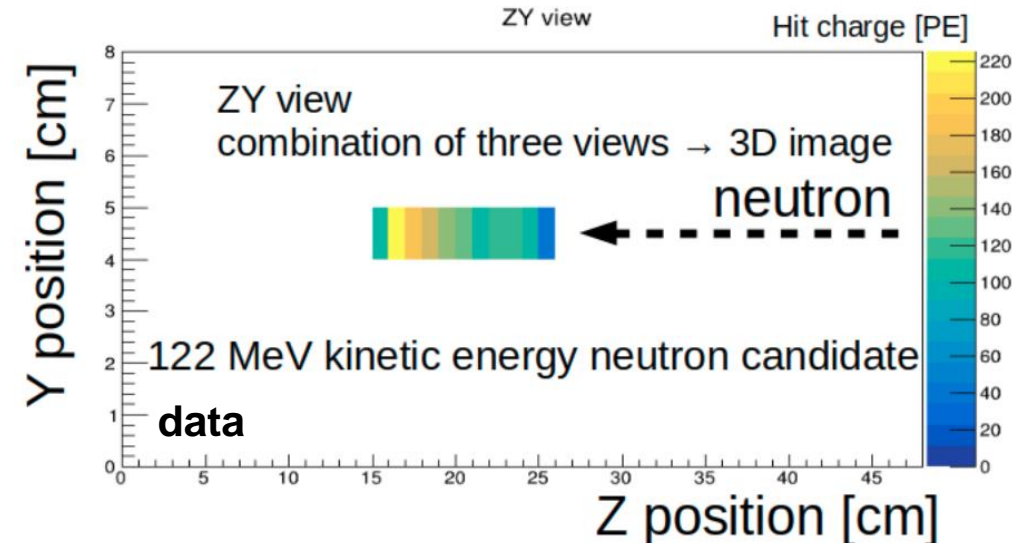 ZY view
Hit charge [PE]
ZY view
combination of three views → 3D image
neutron
122 MeV kinetic energy neutron candidate
data
Y position [cm]
8
7
6
5
4
3
2
1
0
0 5 10 15 20 25 30 35 40 45
Z position [cm]
220
200
180
160
140
120
100
80
60
40
20
0